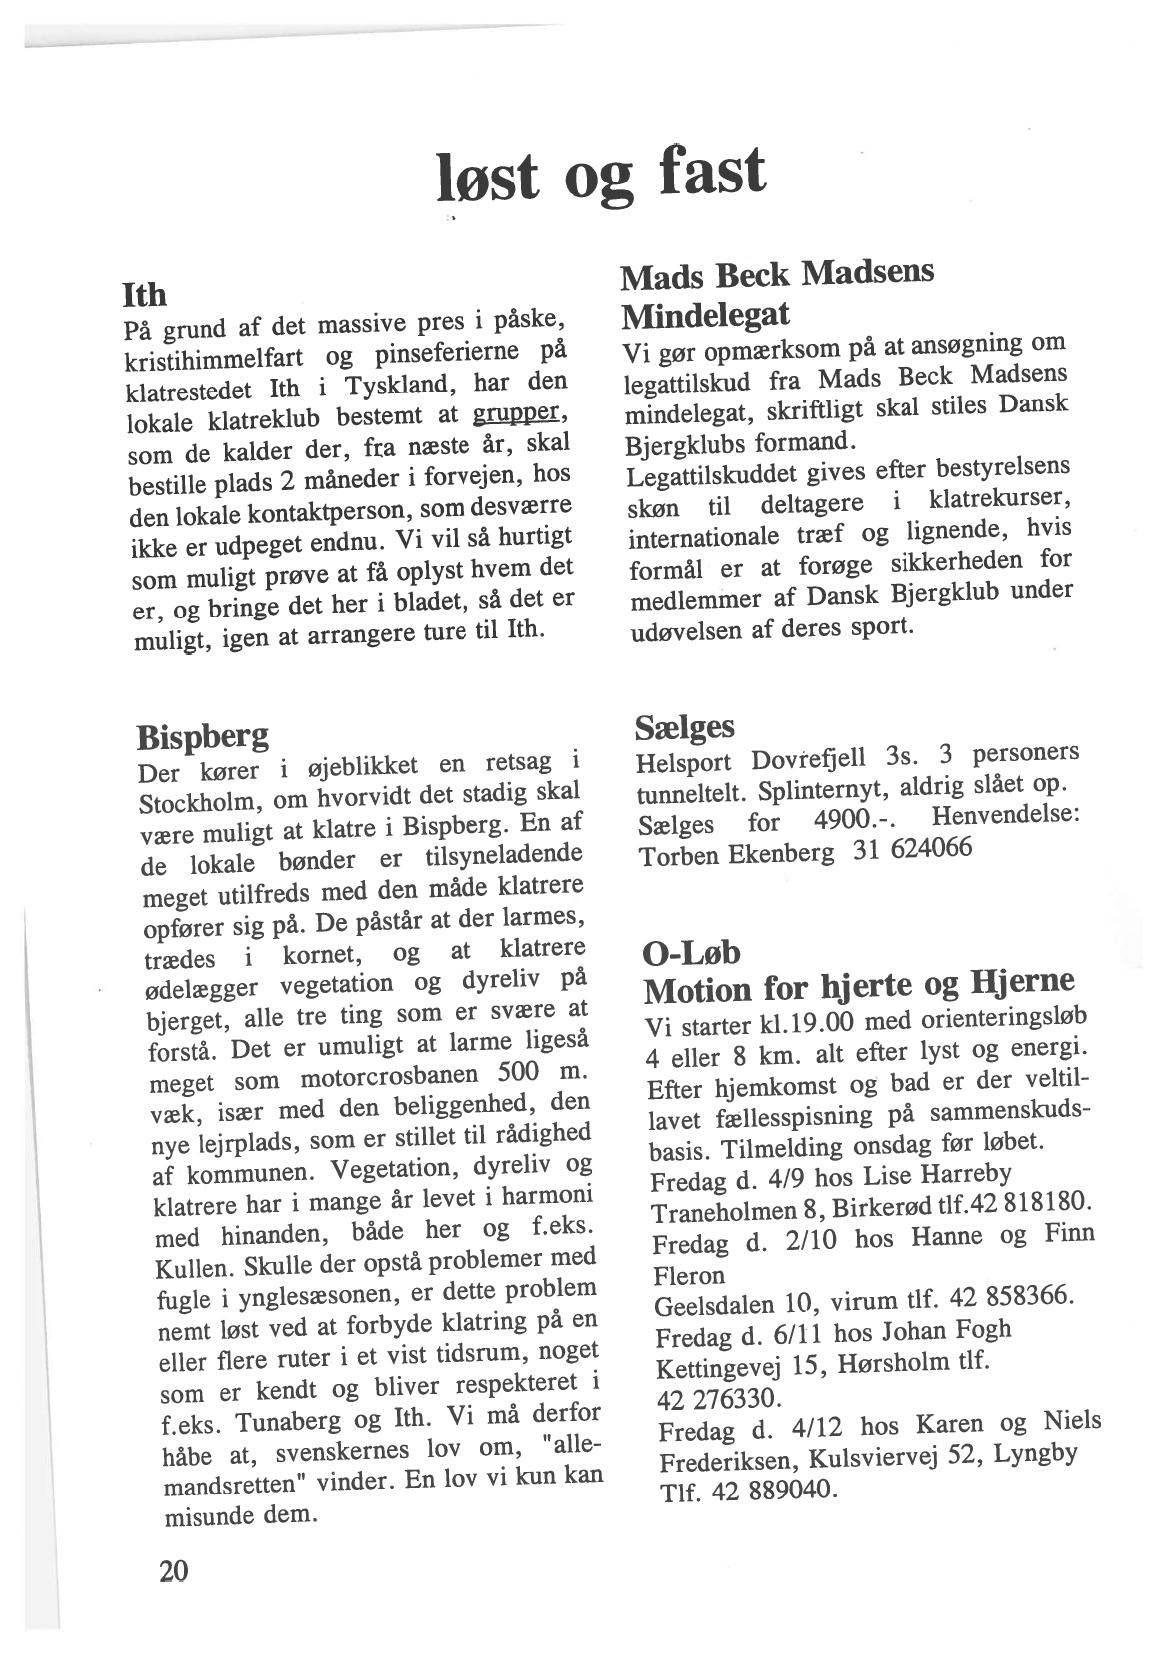 løst og fast
Ith
På grund af det massive pres i påske,
kristihimmelfart og pinseferierne på
klatrestedet Ith i Tyskland, har den
lokale klatreklub bestemt at grupper,
som de kalder der, fra næste år, skal
bestille plads 2 måneder i forvejen, hos
den lokale kontaktperson, som desværre
ikke er udpeget endnu. Vi vil så hurtigt
som muligt prøve at få oplyst hvem det
er, og bringe det her i bladet, så det er
muligt, igen at arrangere ture til Ith.
Bispberg
Der kører i øjeblikket en retsag i
Stockholm, om hvorvidt det stadig skal
være muligt at klatre i Bispberg. En af
de lokale bønder er tilsyneladende
meget utilfreds med den måde klatrere
opfører sig på. De påstår at der larmes,
trædes i kornet, og at klatrere
ødelægger vegetation og dyreliv på
bjerget, alle tre ting som er svære at
forstå. Det er umuligt at larme ligeså
meget som motorcrosbanen 500 m.
væk, især med den beliggenhed, den
nye lejrplads, som er stillet til rådighed
af kommunen. Vegetation, dyreliv og
klatrere har i mange år levet i harmoni
med hinanden, både her og f.eks.
Kullen. Skulle der opstå problemer med
fugle i ynglesæsonen, er dette problem
nemt løst ved at forbyde klatring på en
eller flere ruter i et vist tidsrum, noget
som er kendt og bliver respekteret i
f.eks. Tunaberg og Ith. Vi må derfor
håbe at, svenskernes lov om, "alle-
mandsretten" vinder. En lov vi kun kan
misunde dem.
20
Mads Beck Madsens
Mindelegat
Vi gør opmærksom på at ansøgning om
legattilskud fra Mads Beck Madsens
mindelegat, skriftligt skal stiles Dansk
Bjergklubs formand.
Legattilskuddet gives efter bestyrelsens
skøn til deltagere i klatrekurser,
internationale træf og lignende, hvis
formål er at forøge sikkerheden for
medlemmer af Dansk Bjergklub under
udøvelsen af deres sport.
Sælges
Helsport Dovrefjell 3s. 3 personers
tunneltelt. Splinternyt, aldrig slået op.
Sælges for 4900.-. Henvendelse:
Torben Ekenberg 31 624066
O-Løb
Motion for hjerte og Hjerne
Vi starter kl.19.00 med orienteringsløb
4 eller 8 km. alt efter lyst og energi.
Efter hjemkomst og bad er der veltil-
lavet fællesspisning på sammenskuds-
basis. Tilmelding onsdag før løbet.
Fredag d. 4/9 hos Lise Harreby
Traneholmen 8, Birkerød tlf.42 818180.
Fredag d. 2/10 hos Hanne og Finn
Fleron
Geelsdalen 10, virum tlf. 42 858366.
Fredag d. 6/11 hos Johan Fogh
Kettingevej 15, Hørsholm tlf.
42 276330.
Fredag d. 4/12 hos Karen og Niels
Frederiksen, Kulsviervej 52, Lyngby
Tlf. 42 889040.